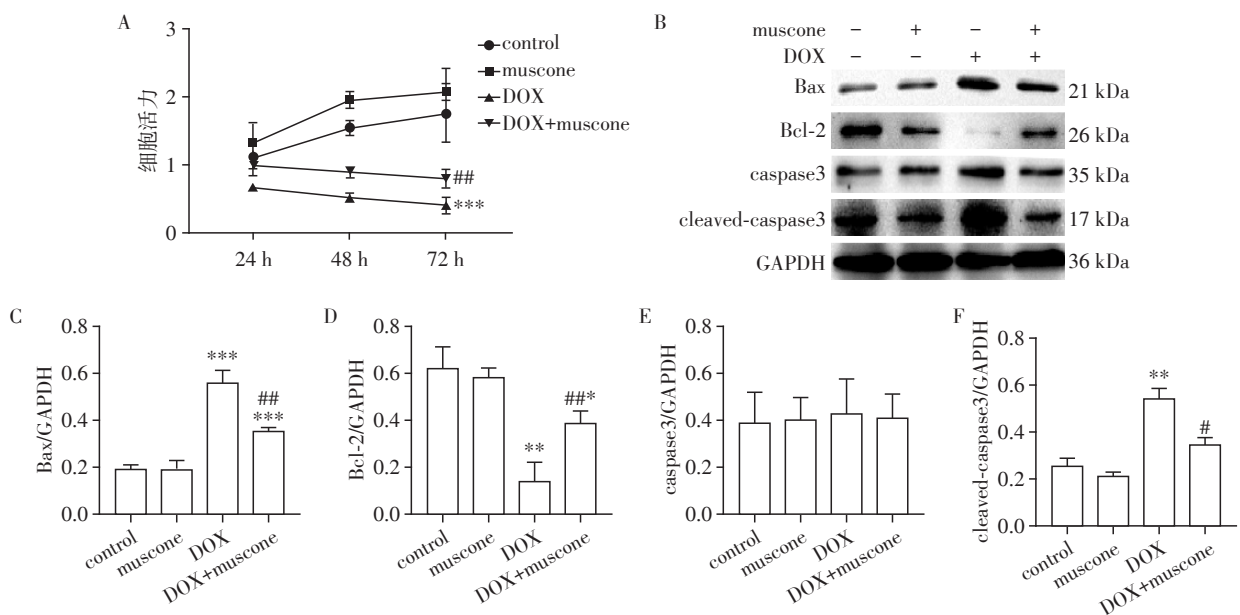 A
细胞活力
3
2
1
0
24 h
48 h
72 h
control
muscone
DOX
DOX+muscone
##
***
B
muscone − + − +
DOX − − + +
Bax 21 kDa
Bcl-2 26 kDa
caspase3 35 kDa
cleaved-caspase3 17 kDa
GAPDH 36 kDa
C
Bax/GAPDH
0.8
0.6
0.4
0.2
0.0
***
##
***
control
muscone
DOX
DOX+muscone
D
Bcl-2/GAPDH
0.8
0.6
0.4
0.2
0.0
**
##*
control
muscone
DOX
DOX+muscone
E
caspase3/GAPDH
0.8
0.6
0.4
0.2
0.0
control
muscone
DOX
DOX+muscone
F
cleaved-caspase3/GAPDH
0.8
0.6
0.4
0.2
0.0
**
#
control
muscone
DOX
DOX+muscone